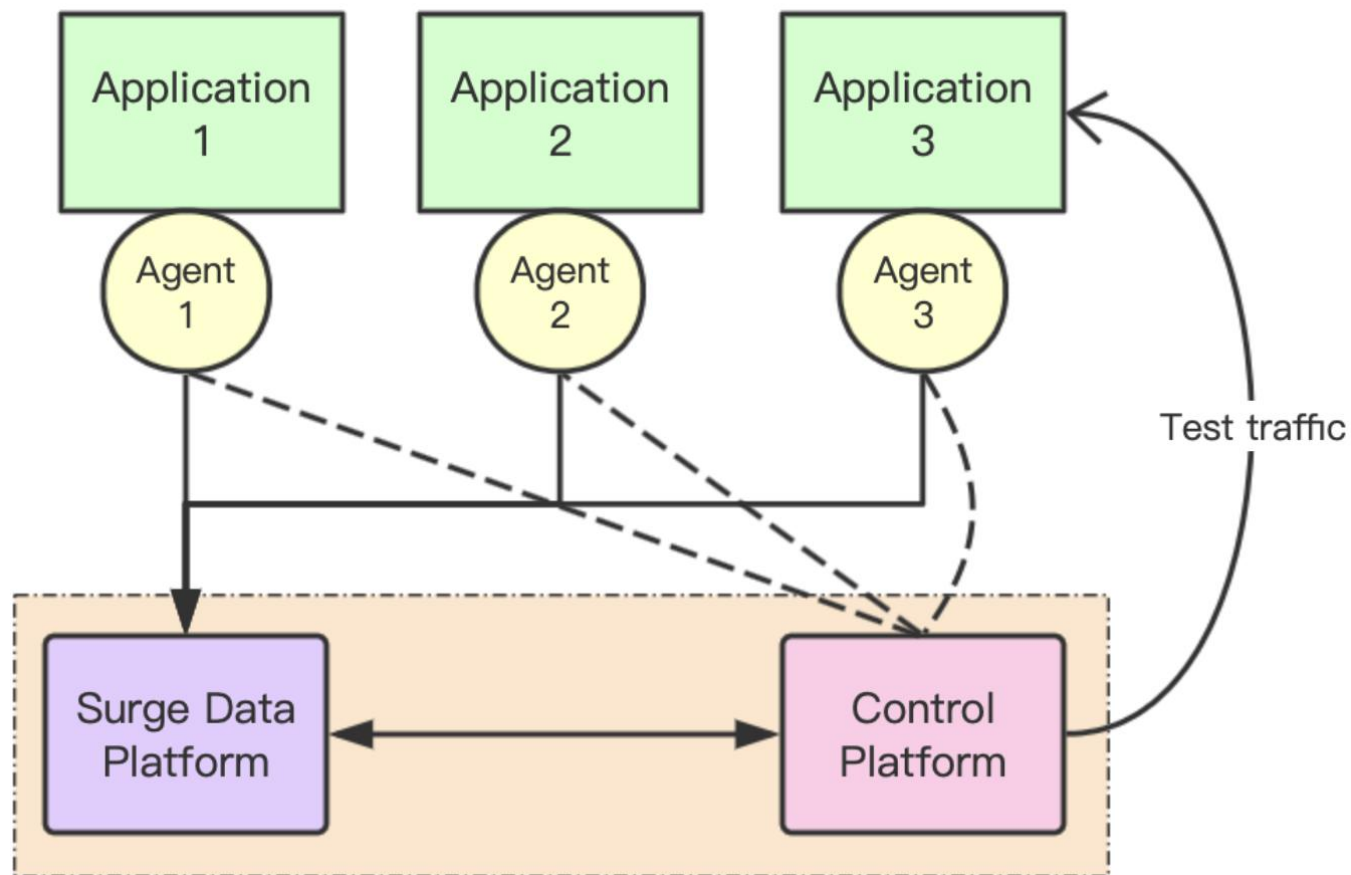 Application
1
Application
2
Application
3
Agent
1
Agent
2
Agent
3
Test traffic
Surge Data
Platform
Control
Platform